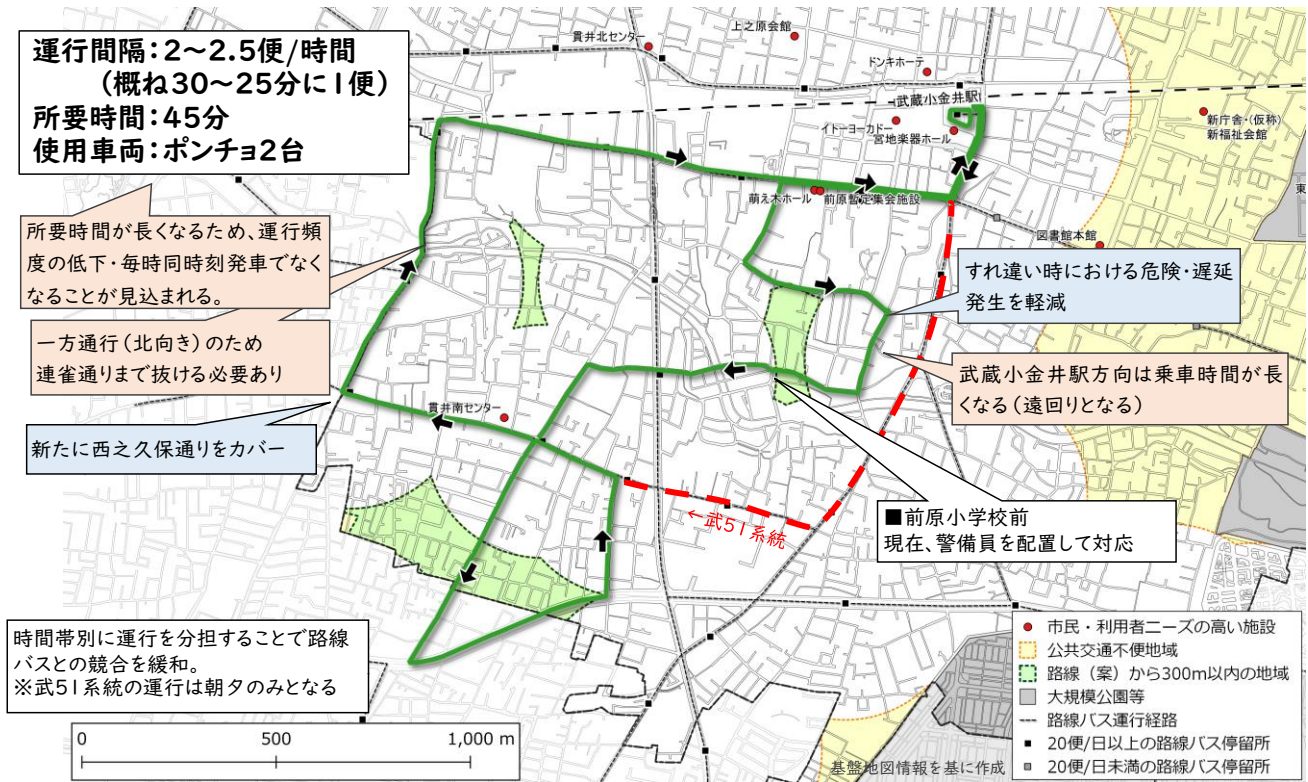 運行間隔：2～2.5便/時間
（概ね30～25分に1便）
所要時間：45分
使用車両：ポンチョ2台
所要時間が長くなるため、運行頻
度の低下・毎時同時刻発車でなく
なることが見込まれる。
一方通行（北向き）のため
連雀通りまで抜ける必要あり
新たに西之久保通りをカバー
時間帯別に運行を分担することで路線
バスとの競合を緩和。
※武51系統の運行は朝夕のみとなる
貫井北センター
上之原会館
ドンキホーテ
武蔵小金井駅
イトーヨーカドー
宮地楽器ホール
新庁舎・(仮称)
新福祉会館
東
萌え木ホール
前原暫定集会施設
図書館本館
すれ違い時における危険・遅延
発生を軽減
武蔵小金井駅方向は乗車時間が長
くなる（遠回りとなる）
貫井南センター
←武51系統
■前原小学校前
現在、警備員を配置して対応
市民・利用者ニーズの高い施設
公共交通不便地域
路線（案）から300m以内の地域
大規模公園等
路線バス運行経路
20便/日以上の路線バス停留所
20便/日未満の路線バス停留所
基盤地図情報を基に作成
0 500 1,000 m